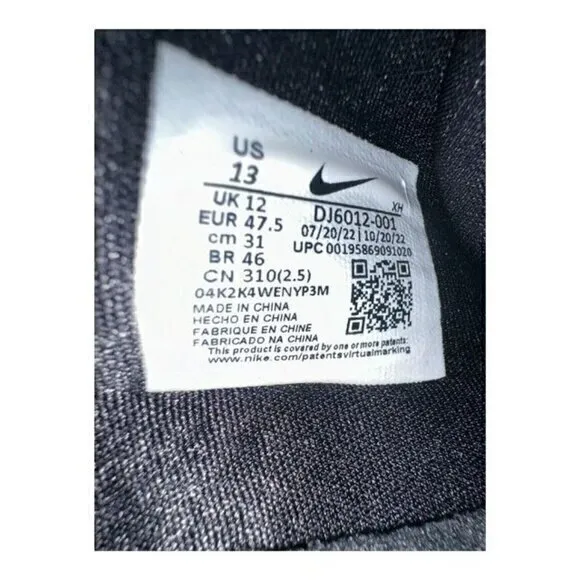 US
13
XH
UK 12
DJ6012-001
EUR 47.5
07/20/22 | 10/20/22
cm 31
UPC 00195869091020
BR 46
CN 310(2.5)
04K2K4WENYP3M
MADE IN CHINA
HECHO EN CHINA
FABRIQUE EN CHINE
FABRICADO NA CHINA
This product is covered by one or more patents:
www.nike.com/patentsvirtualmarking